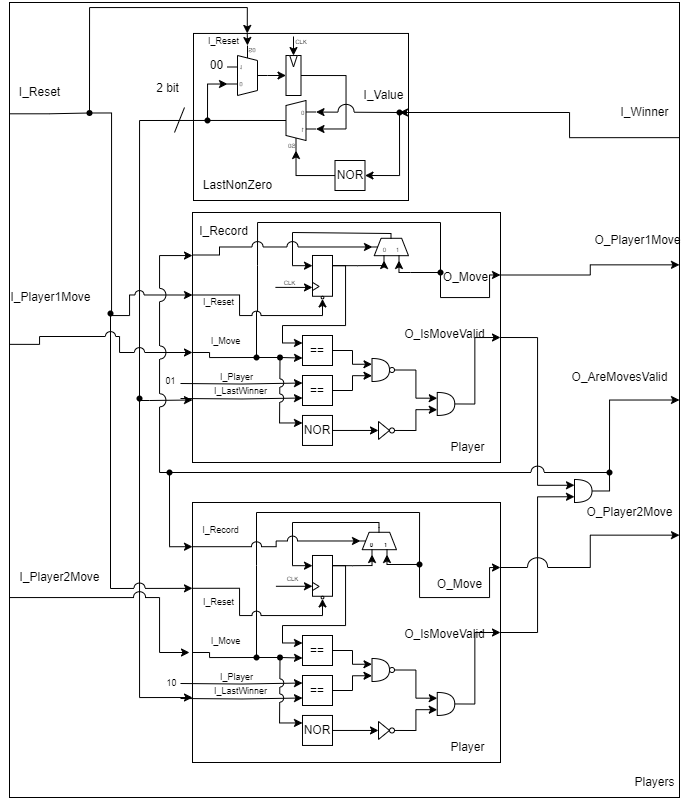 I_Reset
CLK
I_Reset
00
1
0
2 bit
I_Value
I_Winner
0
1
NOR
LastNonZero
I_Record
O_Player1Move
0 1
O_Move
CLK
I_Player1Move
I_Reset
O_IsMoveValid
I_Move
==
O_AreMovesValid
01
I_Player
==
I_LastWinner
NOR
Player
O_Player2Move
I_Record
0 1
I_Player2Move
CLK
O_Move
I_Reset
O_IsMoveValid
I_Move
==
10
I_Player
==
I_LastWinner
NOR
Player
Players